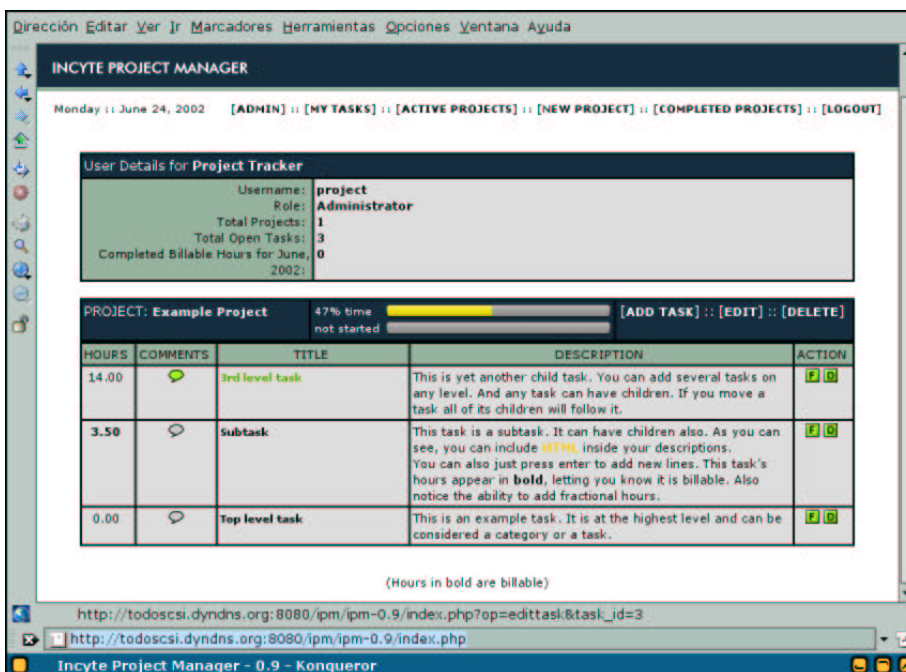 Dirección Editar Ver Ir Marcadores Herramientas Opciones Ventana Ayuda
INCYTE PROJECT MANAGER
Monday :: June 24, 2002 [ADMIN] :: [MY TASKS] :: [ACTIVE PROJECTS] :: [NEW PROJECT] :: [COMPLETED PROJECTS] :: [LOGOUT]
User Details for Project Tracker
Username: project
Role: Administrator
Total Projects: 1
Total Open Tasks: 3
Completed Billable Hours for June, 0
2002:
PROJECT: Example Project 47% time [ADD TASK] :: [EDIT] :: [DELETE]
not started
HOURS COMMENTS TITLE DESCRIPTION ACTION
14.00 3rd level task This is yet another child task. You can add several tasks on F D
any level. And any task can have children. If you move a
task all of its children will follow it.
3.50 Subtask This task is a subtask. It can have children also. As you can F D
see, you can include HTML inside your descriptions.
You can also just press enter to add new lines. This task's
hours appear in bold, letting you know it is billable. Also
notice the ability to add fractional hours.
0.00 Top level task This is an example task. It is at the highest level and can be F D
considered a category or a task.
(Hours in bold are billable)
http://todoscsi.dyndns.org:8080/ipm/ipm-0.9/index.php?op=edittask&task_id=3
http://todoscsi.dyndns.org:8080/ipm/ipm-0.9/index.php
Incyte Project Manager - 0.9 - Konqueror